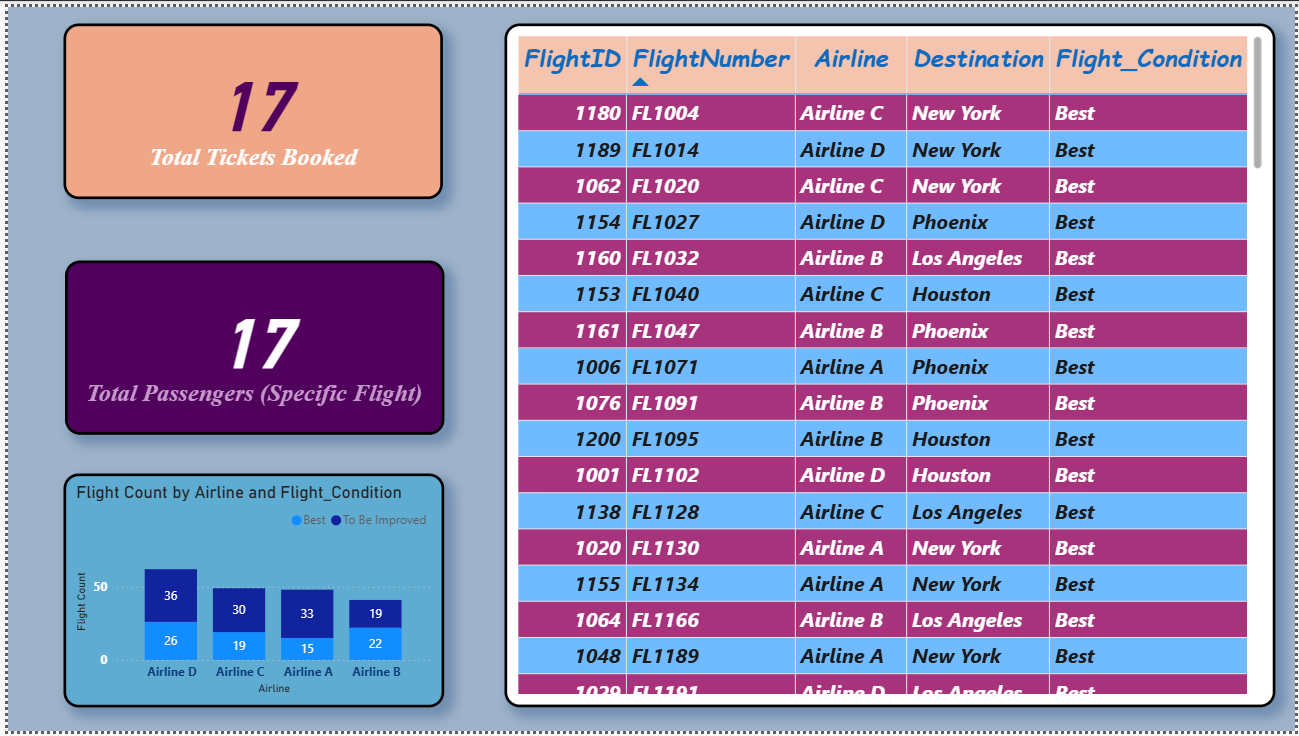 17
Total Tickets Booked
17
Total Passengers (Specific Flight)
Flight Count by Airline and Flight_Condition
Best To Be Improved
Flight Count
50
0
36 30 33 19
26 19 15 22
Airline D Airline C Airline A Airline B
Airline
FlightID FlightNumber Airline Destination Flight_Condition
1180 FL1004 Airline C New York Best
1189 FL1014 Airline D New York Best
1062 FL1020 Airline C New York Best
1154 FL1027 Airline D Phoenix Best
1160 FL1032 Airline B Los Angeles Best
1153 FL1040 Airline C Houston Best
1161 FL1047 Airline B Phoenix Best
1006 FL1071 Airline A Phoenix Best
1076 FL1091 Airline B Phoenix Best
1200 FL1095 Airline B Houston Best
1001 FL1102 Airline D Houston Best
1138 FL1128 Airline C Los Angeles Best
1020 FL1130 Airline A New York Best
1155 FL1134 Airline A New York Best
1064 FL1166 Airline B Los Angeles Best
1048 FL1189 Airline A New York Best
1029 FL1191 Airline D Los Angeles Best